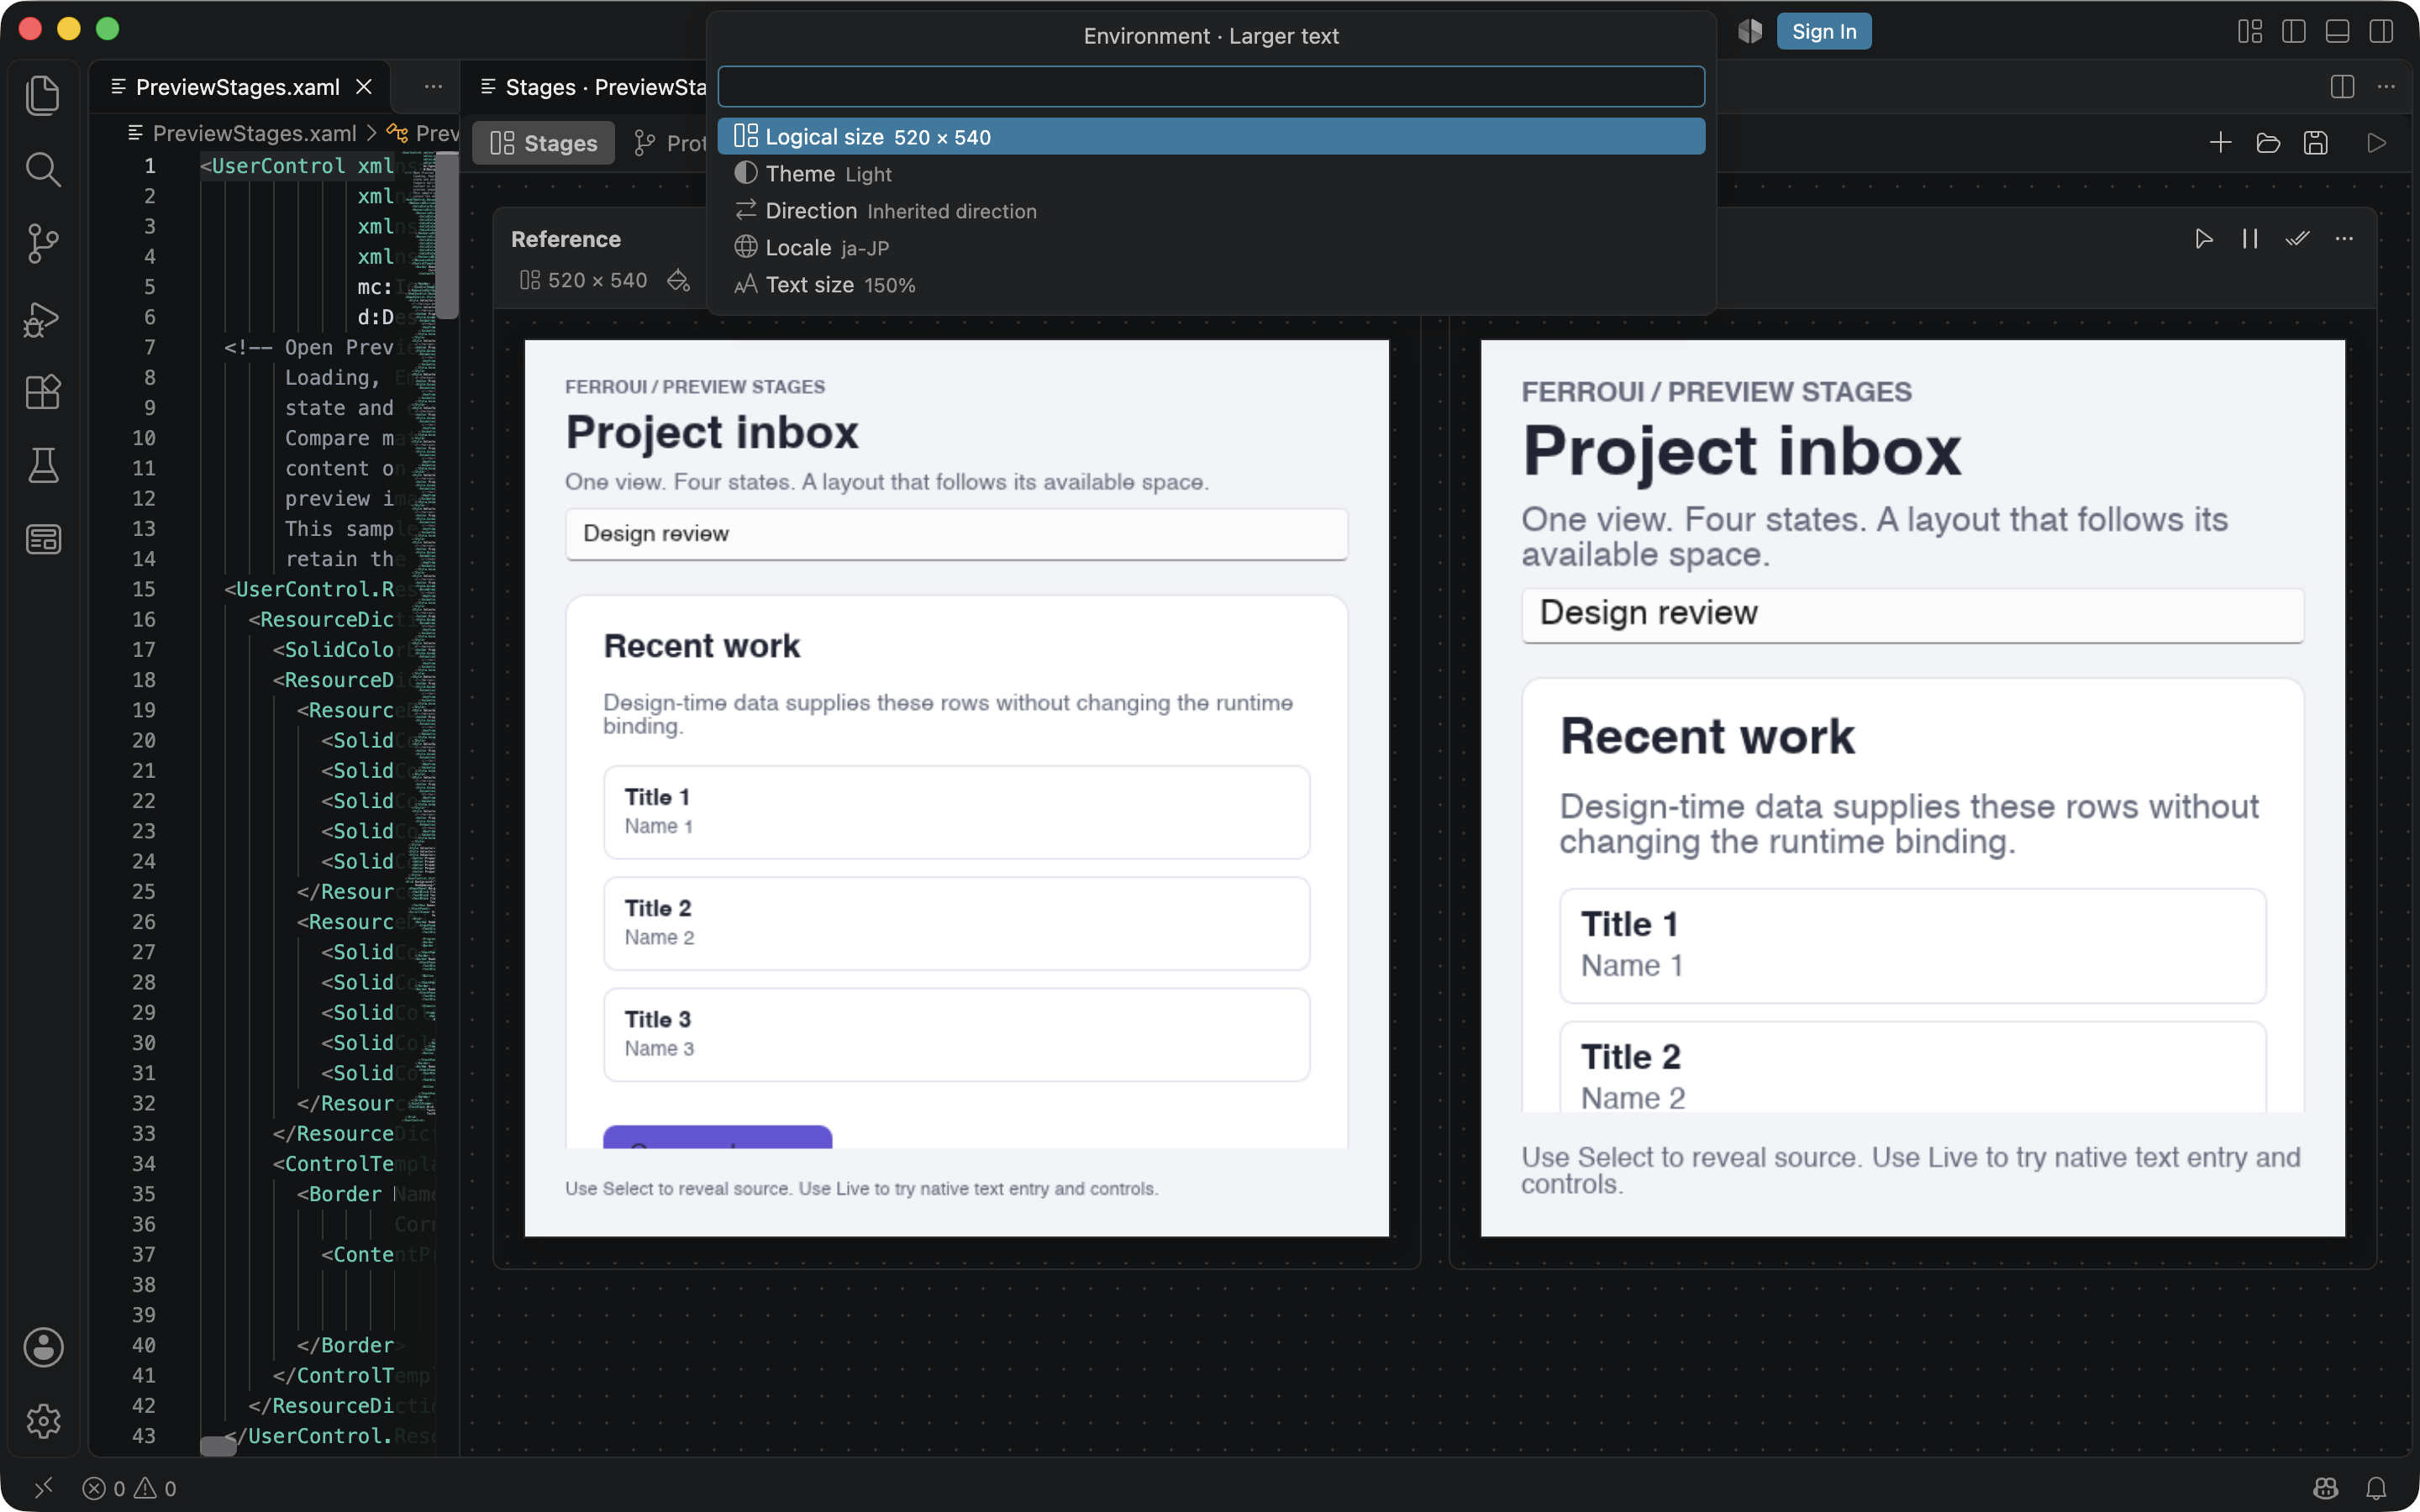 Environment · Larger text
Sign In
PreviewStages.xaml
Stages · PreviewSta
PreviewStages.xaml > Prev
Stages
Prot
Logical size 520 × 540
Theme Light
Direction Inherited direction
Locale ja-JP
Text size 150%
1 <UserControl xml
2 xml
3 xml
4 xml
5 mc:
6 d:D
7 <!-- Open Prev
8 Loading,
9 state and
10 Compare m
11 content o
12 preview i
13 This samp
14 retain the
15 <UserControl.R
16 <ResourceDic
17 <SolidColo
18 <ResourceD
19 <Resourc
20 <Solid
21 <Solid
22 <Solid
23 <Solid
24 <Solid
25 </Resour
26 <Resourc
27 <Solid
28 <Solid
29 <Solid
30 <Solid
31 <Solid
32 </Resour
33 </Resource
34 <ControlTe
35 <Border Name
36 Corn
37 <Conte
38
39
40 </Border>
41 </ControlTemp
42 </ResourceDi
43 </UserControl.
Reference
520 × 540
FERROUI / PREVIEW STAGES
Project inbox
One view. Four states. A layout that follows its available space.
Design review
Recent work
Design-time data supplies these rows without changing the runtime
binding.
Title 1
Name 1
Title 2
Name 2
Title 3
Name 3
Use Select to reveal source. Use Live to try native text entry and controls.
FERROUI / PREVIEW STAGES
Project inbox
One view. Four states. A layout that follows its
available space.
Design review
Recent work
Design-time data supplies these rows without
changing the runtime binding.
Title 1
Name 1
Title 2
Name 2
Use Select to reveal source. Use Live to try native text entry and
controls.
0 0